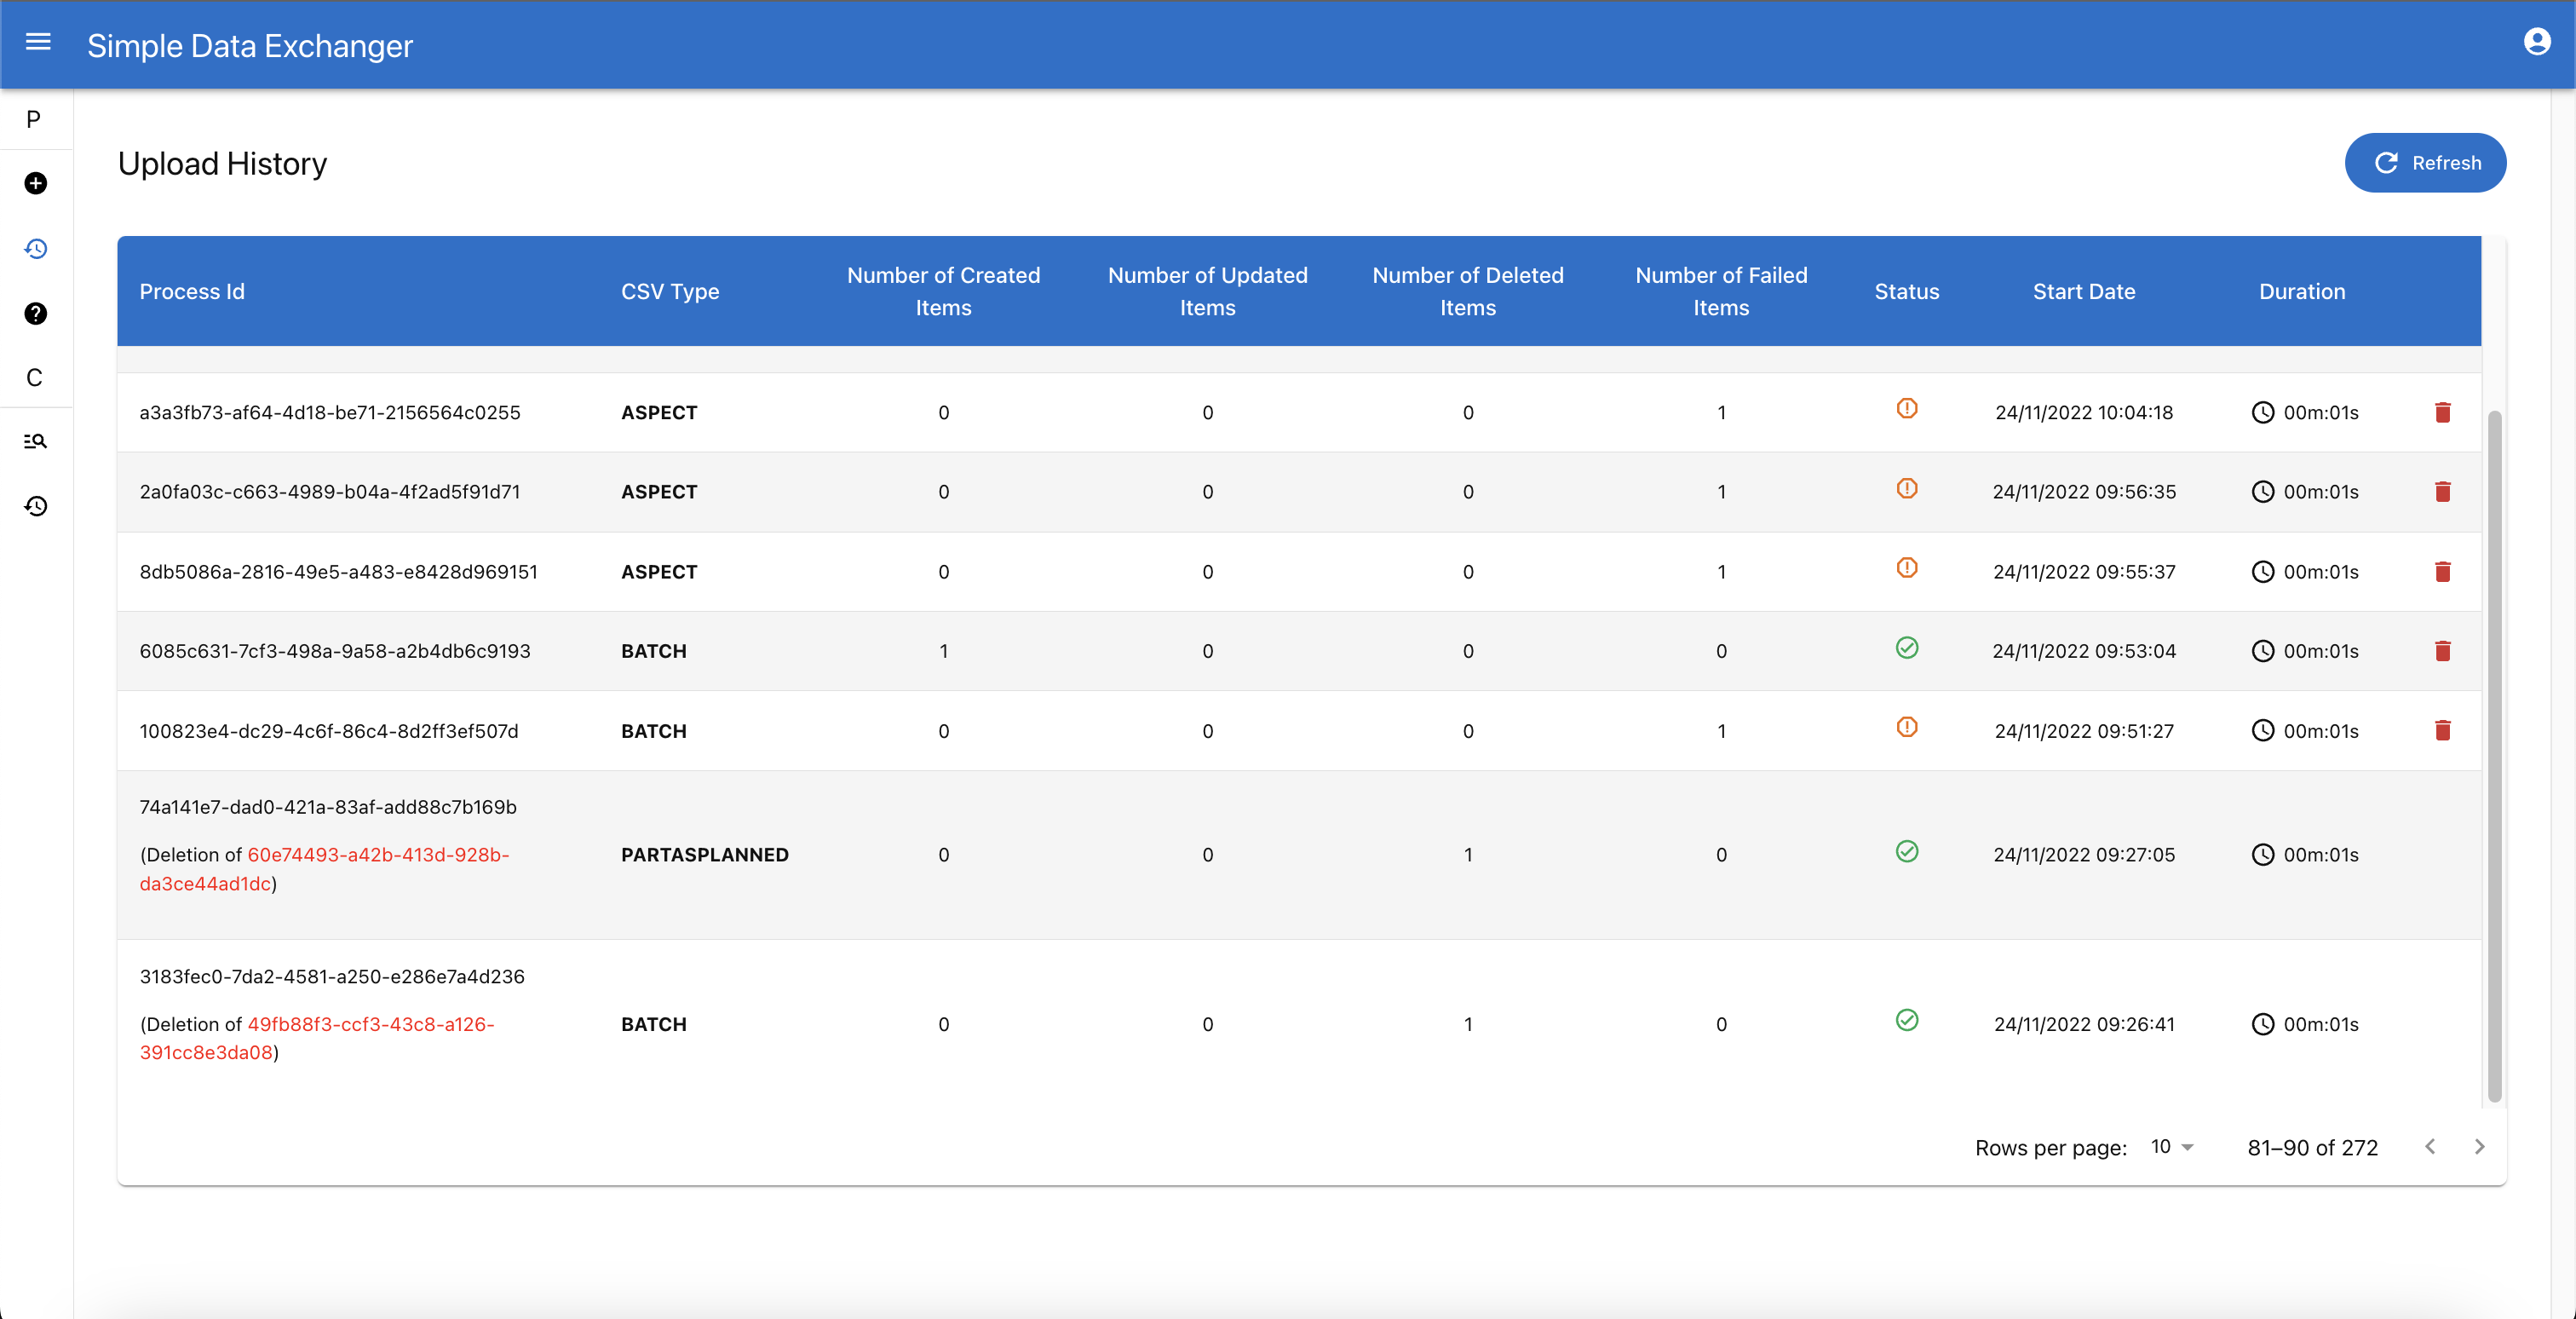 Simple Data Exchanger
P
Upload History
Refresh
Process Id CSV Type Number of Created Items Number of Updated Items Number of Deleted Items Number of Failed Items Status Start Date Duration
C
a3a3fb73-af64-4d18-be71-2156564c0255 ASPECT 0 0 0 1 24/11/2022 10:04:18 00m:01s
2a0fa03c-c663-4989-b04a-4f2ad5f91d71 ASPECT 0 0 0 1 24/11/2022 09:56:35 00m:01s
8db5086a-2816-49e5-a483-e8428d969151 ASPECT 0 0 0 1 24/11/2022 09:55:37 00m:01s
6085c631-7cf3-498a-9a58-a2b4db6c9193 BATCH 1 0 0 0 24/11/2022 09:53:04 00m:01s
100823e4-dc29-4c6f-86c4-8d2ff3ef507d BATCH 0 0 0 1 24/11/2022 09:51:27 00m:01s
74a141e7-dad0-421a-83af-add88c7b169b
(Deletion of 60e74493-a42b-413d-928b- PARTASPLANNED 0 0 1 0 24/11/2022 09:27:05 00m:01s
da3ce44ad1dc)
3183fec0-7da2-4581-a250-e286e7a4d236
(Deletion of 49fb88f3-ccf3-43c8-a126- BATCH 0 0 1 0 24/11/2022 09:26:41 00m:01s
391cc8e3da08)
Rows per page: 10 81–90 of 272